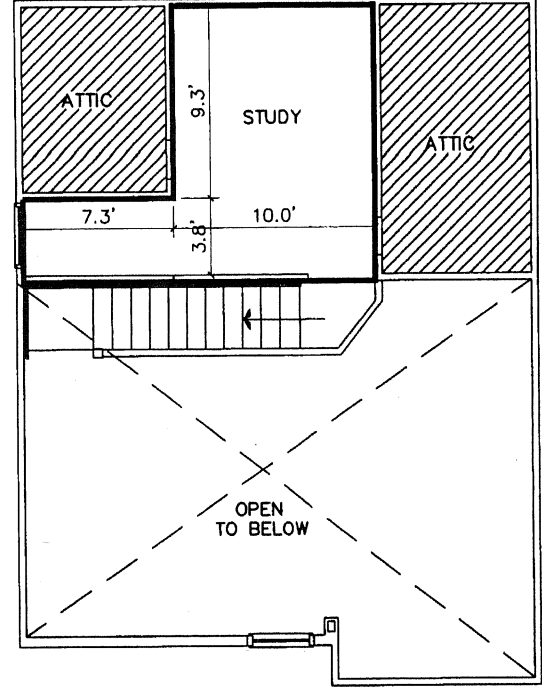 ATTIC
9.3'
STUDY
ATTIC
7.3'
3.8'
10.0'
OPEN
TO BELOW